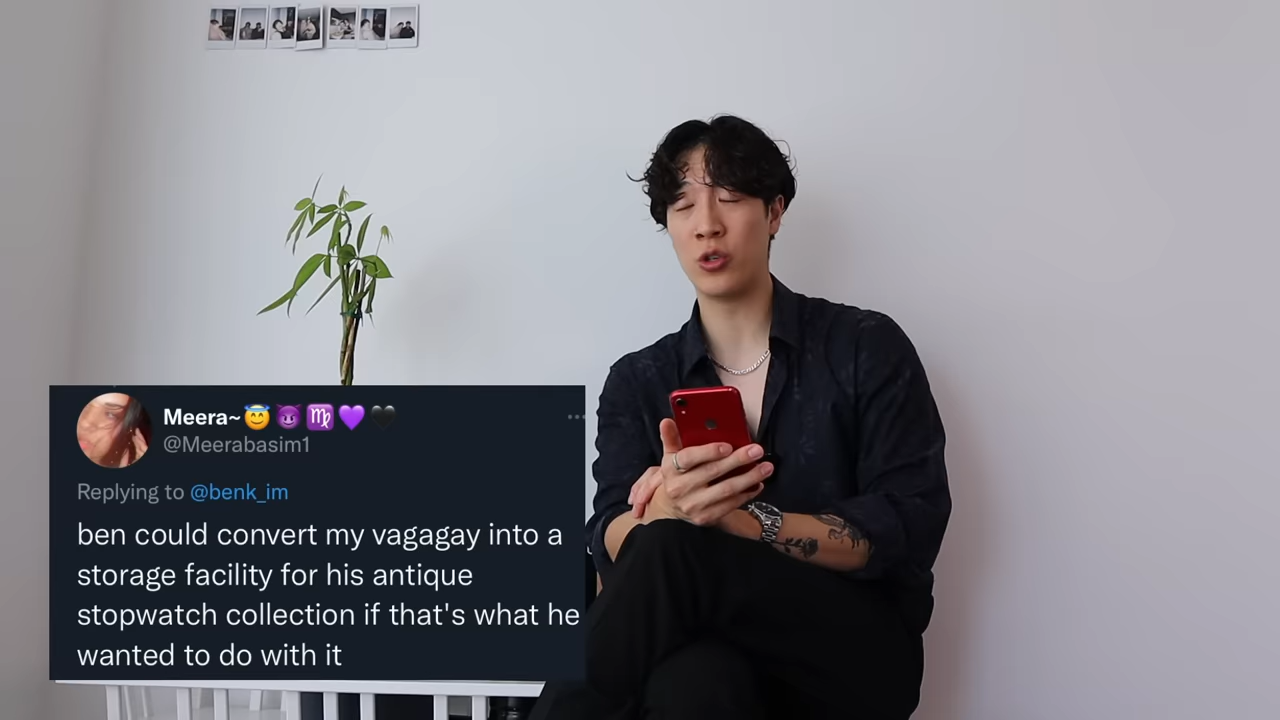 Meera~😇😈♍💜🖤
@Meerabasim1
Replying to @benk_im
ben could convert my vagagay into a
storage facility for his antique
stopwatch collection if that's what he
wanted to do with it